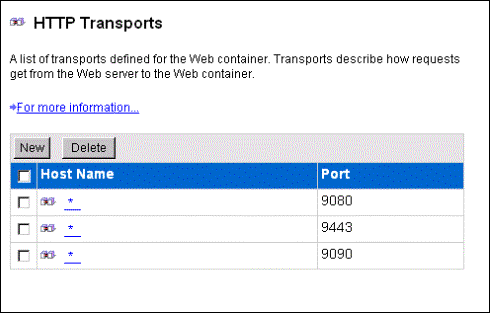 HTTP Transports
A list of transports defined for the Web container. Transports describe how requests
get from the Web server to the Web container.
For more information...
New Delete
Host Name Port
* 9080
* 9443
* 9090